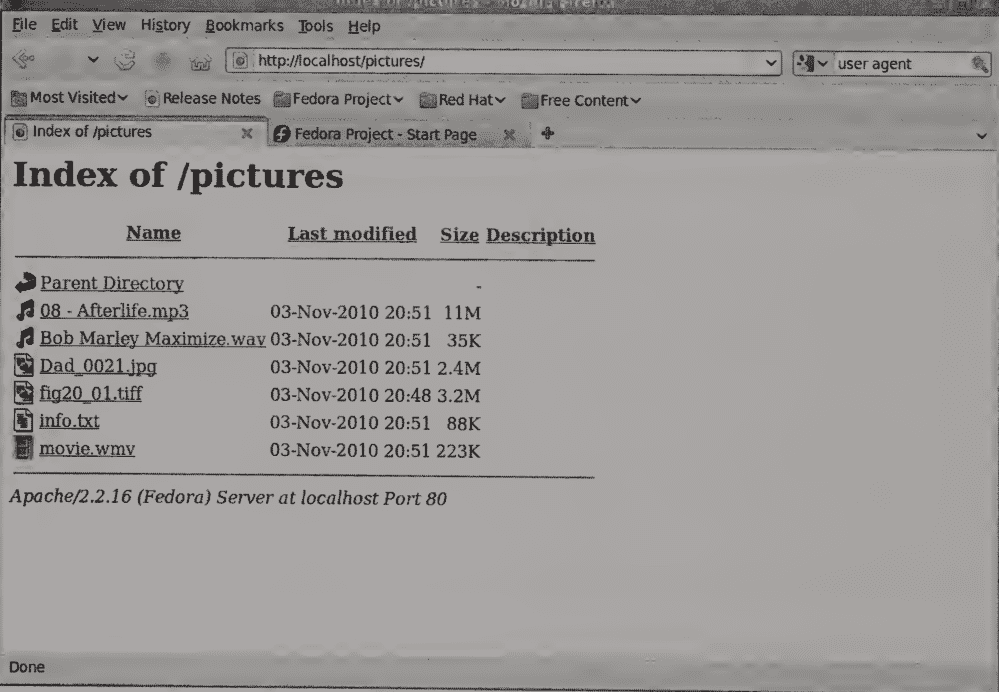 Index of /pictures - Mozilla Firefox
File Edit View History Bookmarks Tools Help
http://localhost/pictures/ user agent
Most Visited Release Notes Fedora Project Red Hat Free Content
Index of /pictures Fedora Project - Start Page
Index of /pictures
Name Last modified Size Description
Parent Directory -
08 - Afterlife.mp3 03-Nov-2010 20:51 11M
Bob Marley Maximize.wav 03-Nov-2010 20:51 35K
Dad_0021.jpg 03-Nov-2010 20:51 2.4M
fig20_01.tiff 03-Nov-2010 20:48 3.2M
info.txt 03-Nov-2010 20:51 88K
movie.wmv 03-Nov-2010 20:51 223K
Apache/2.2.16 (Fedora) Server at localhost Port 80
Done